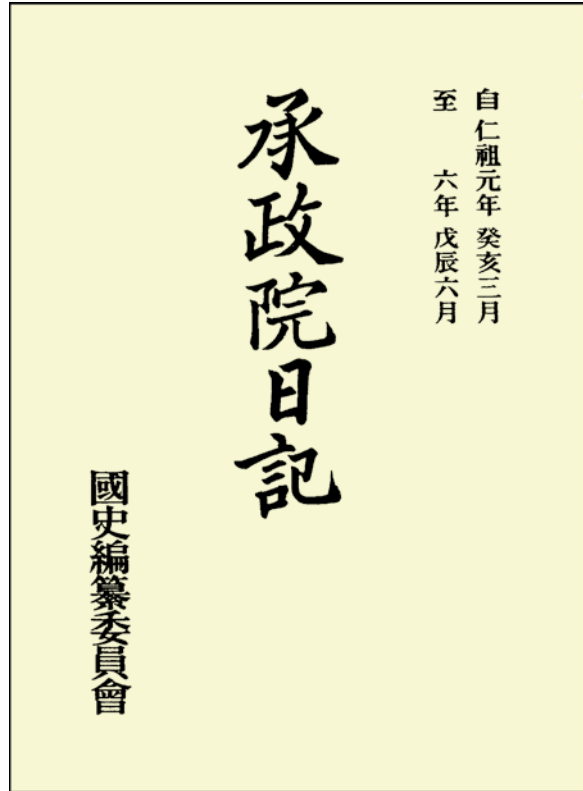 自 仁祖元年 癸亥三月
至 六年 戊辰六月
承政院日記
國史編纂委員會